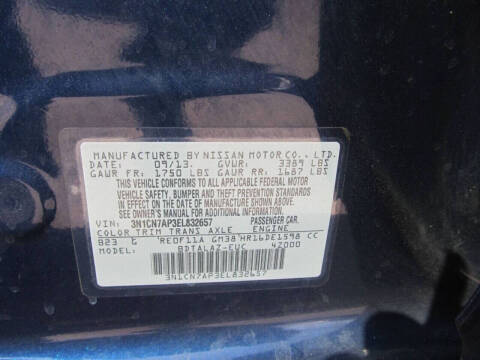 MANUFACTURED BY NISSAN MOTOR CO., LTD.
DATE: 09/13. GVWR: 3389 LBS
GAWR FR: 1750 LBS GAWR RR: 1687 LBS
THIS VEHICLE CONFORMS TO ALL APPLICABLE FEDERAL MOTOR
VEHICLE SAFETY, BUMPER AND THEFT PREVENTION STANDARDS
IN EFFECT ON THE DATE OF MANUFACTURE SHOWN ABOVE.
SEE OWNER'S MANUAL FOR ADDITIONAL INFORMATION.
VIN: 3N1CN7AP3EL832657 PASSENGER CAR.
COLOR TRIM TRANS AXLE ENGINE
B23 G RE0F11A GM38 HR16DE1598 CC
MODEL: BDTALAZ-EUC 4Z000
3N1CN7AP3EL832657